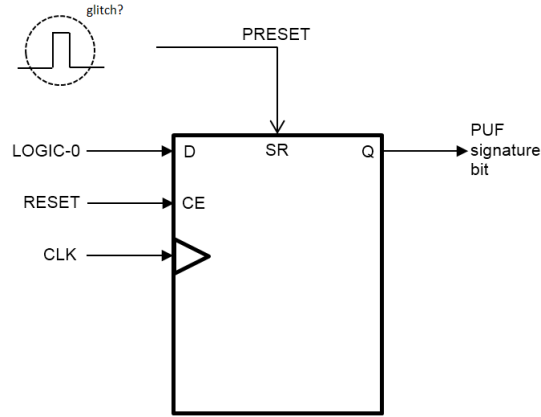 glitch?
PRESET
LOGIC-0
D
SR
Q
PUF
signature
bit
RESET
CE
CLK